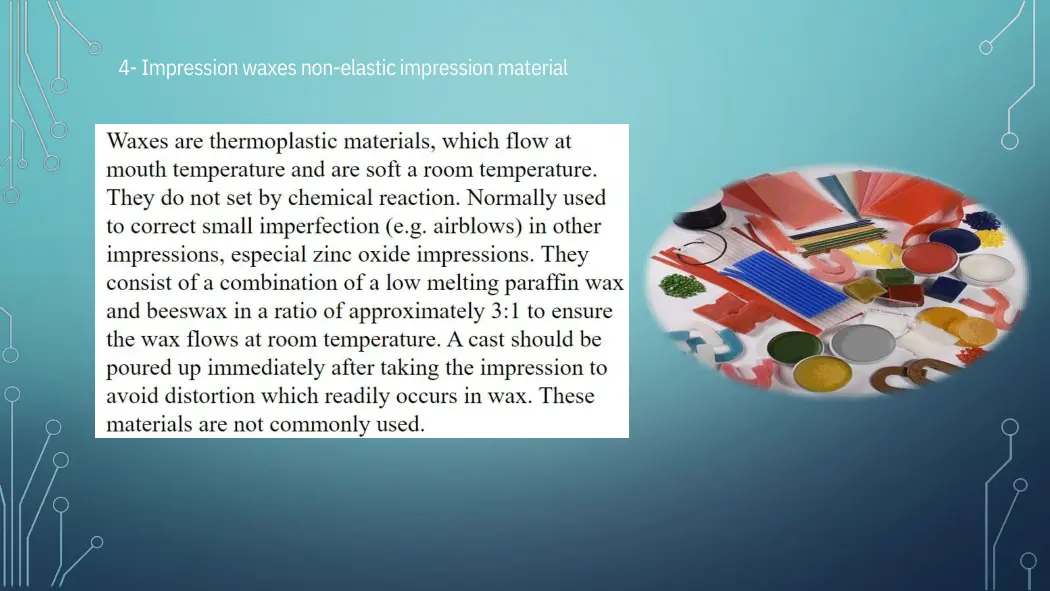 4- Impression waxes non-elastic impression material
Waxes are thermoplastic materials, which flow at
mouth temperature and are soft a room temperature.
They do not set by chemical reaction. Normally used
to correct small imperfection (e.g. airblows) in other
impressions, especial zinc oxide impressions. They
consist of a combination of a low melting paraffin wax
and beeswax in a ratio of approximately 3:1 to ensure
the wax flows at room temperature. A cast should be
poured up immediately after taking the impression to
avoid distortion which readily occurs in wax. These
materials are not commonly used.